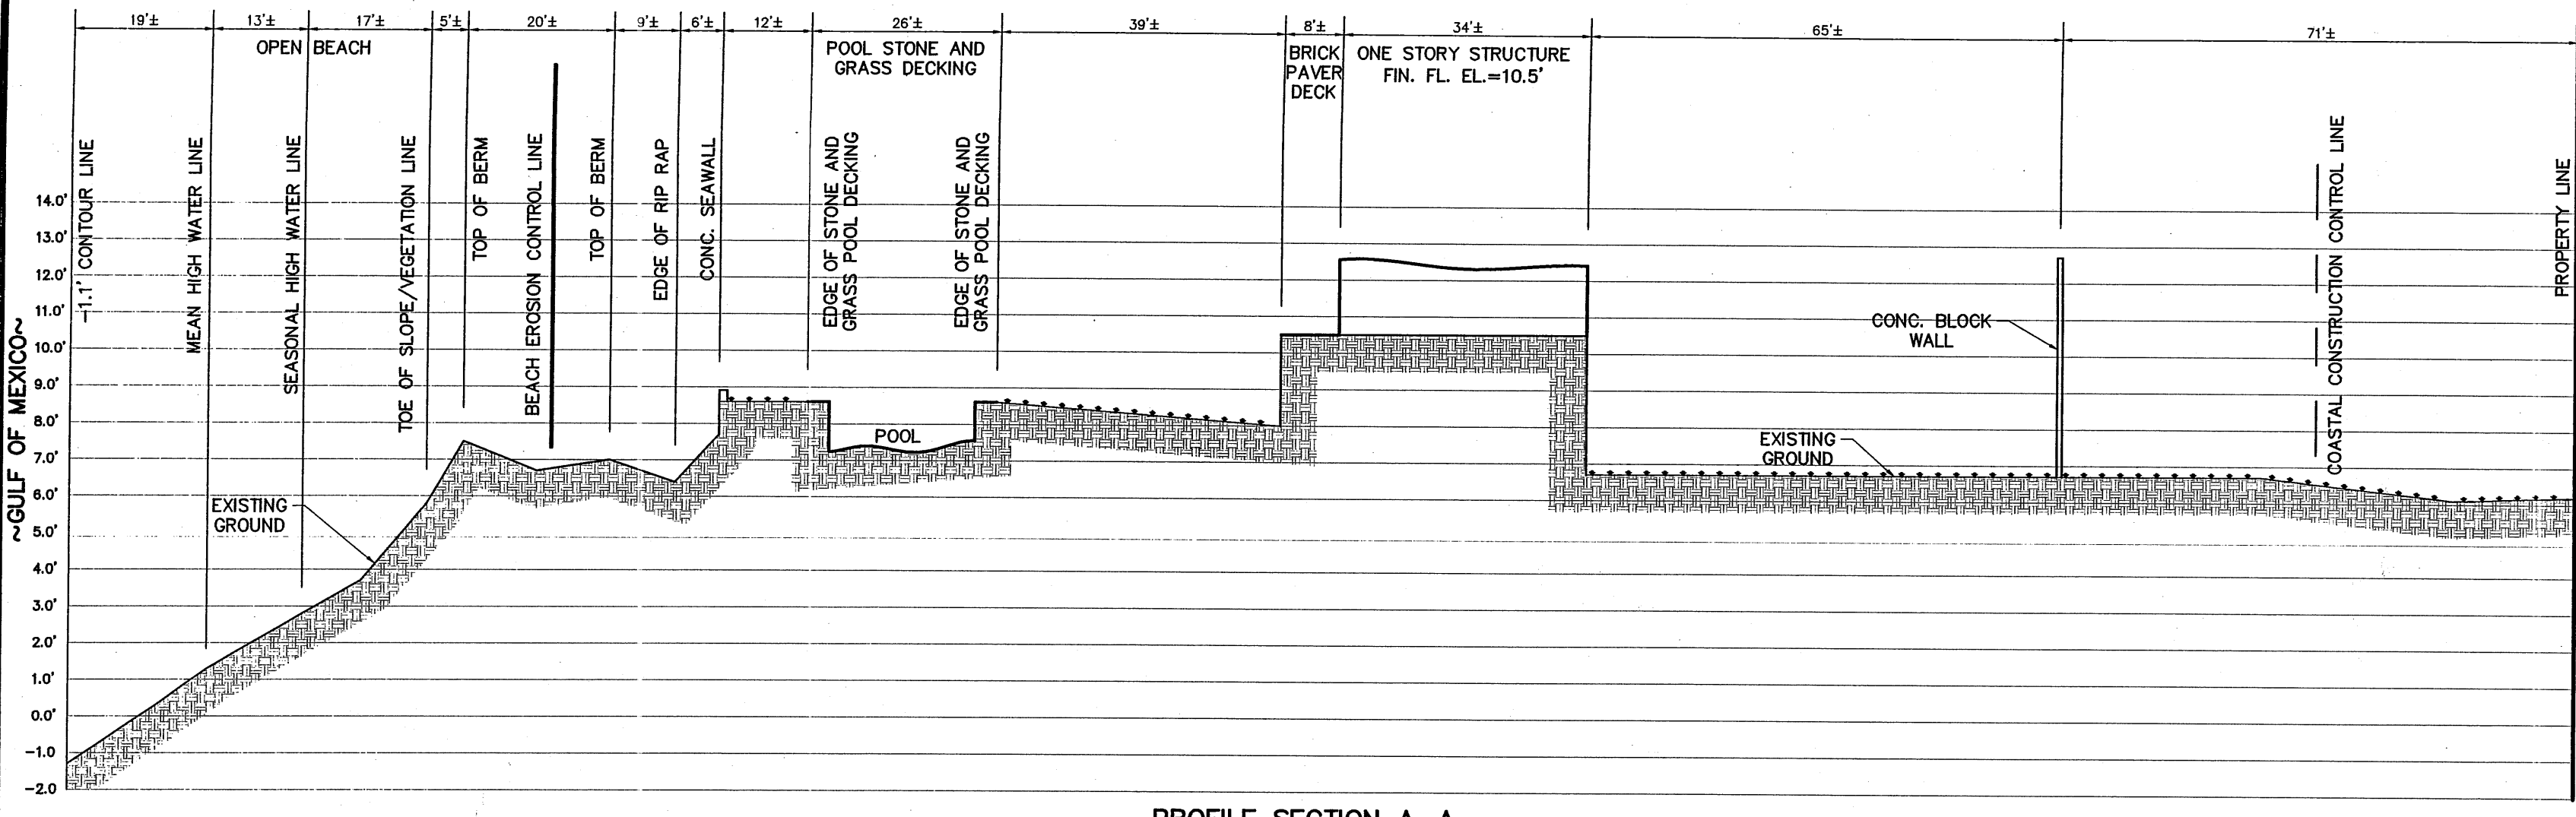 19'±
13'±
17'±
5'±
20'±
9'±
6'±
12'±
26'±
39'±
8'±
34'±
65'±
71'±
OPEN BEACH
POOL STONE AND
GRASS DECKING
BRICK
PAVER
DECK
ONE STORY STRUCTURE
FIN. FL. EL.=10.5'
-1.1' CONTOUR LINE
MEAN HIGH WATER LINE
SEASONAL HIGH WATER LINE
TOE OF SLOPE/VEGETATION LINE
TOP OF BERM
BEACH EROSION CONTROL LINE
TOP OF BERM
EDGE OF RIP RAP
CONC. SEAWALL
EDGE OF STONE AND
GRASS POOL DECKING
EDGE OF STONE AND
GRASS POOL DECKING
COASTAL CONSTRUCTION CONTROL LINE
PROPERTY LINE
~GULF OF MEXICO~
14.0'
13.0'
12.0'
11.0'
10.0'
9.0'
8.0'
7.0'
6.0'
5.0'
4.0'
3.0'
2.0'
1.0'
0.0'
-1.0
-2.0
EXISTING
GROUND
POOL
EXISTING
GROUND
CONC. BLOCK
WALL
PROFILE SECTION A-A